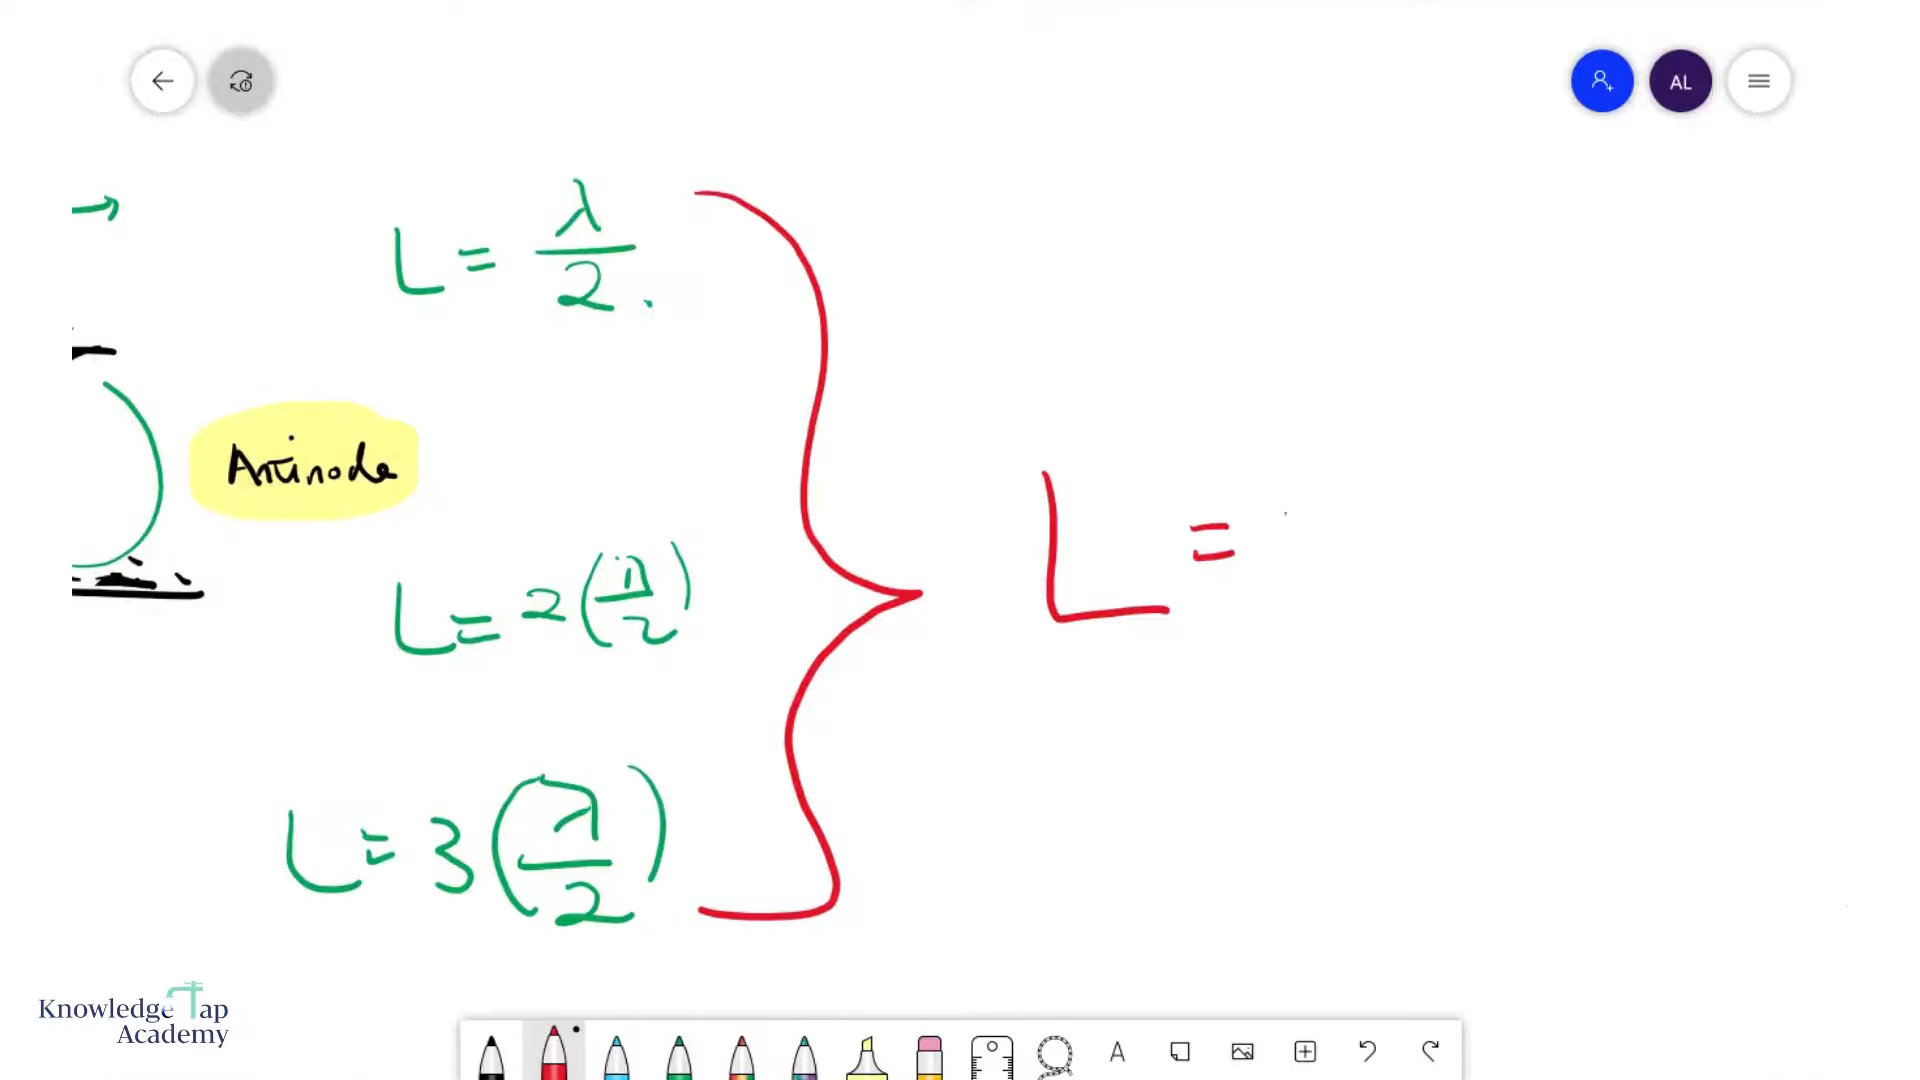 AL
L = λ/2.
Antinode
L = 2(λ/2)
L = 3(λ/2)
L =
Knowledge Tap
Academy
A